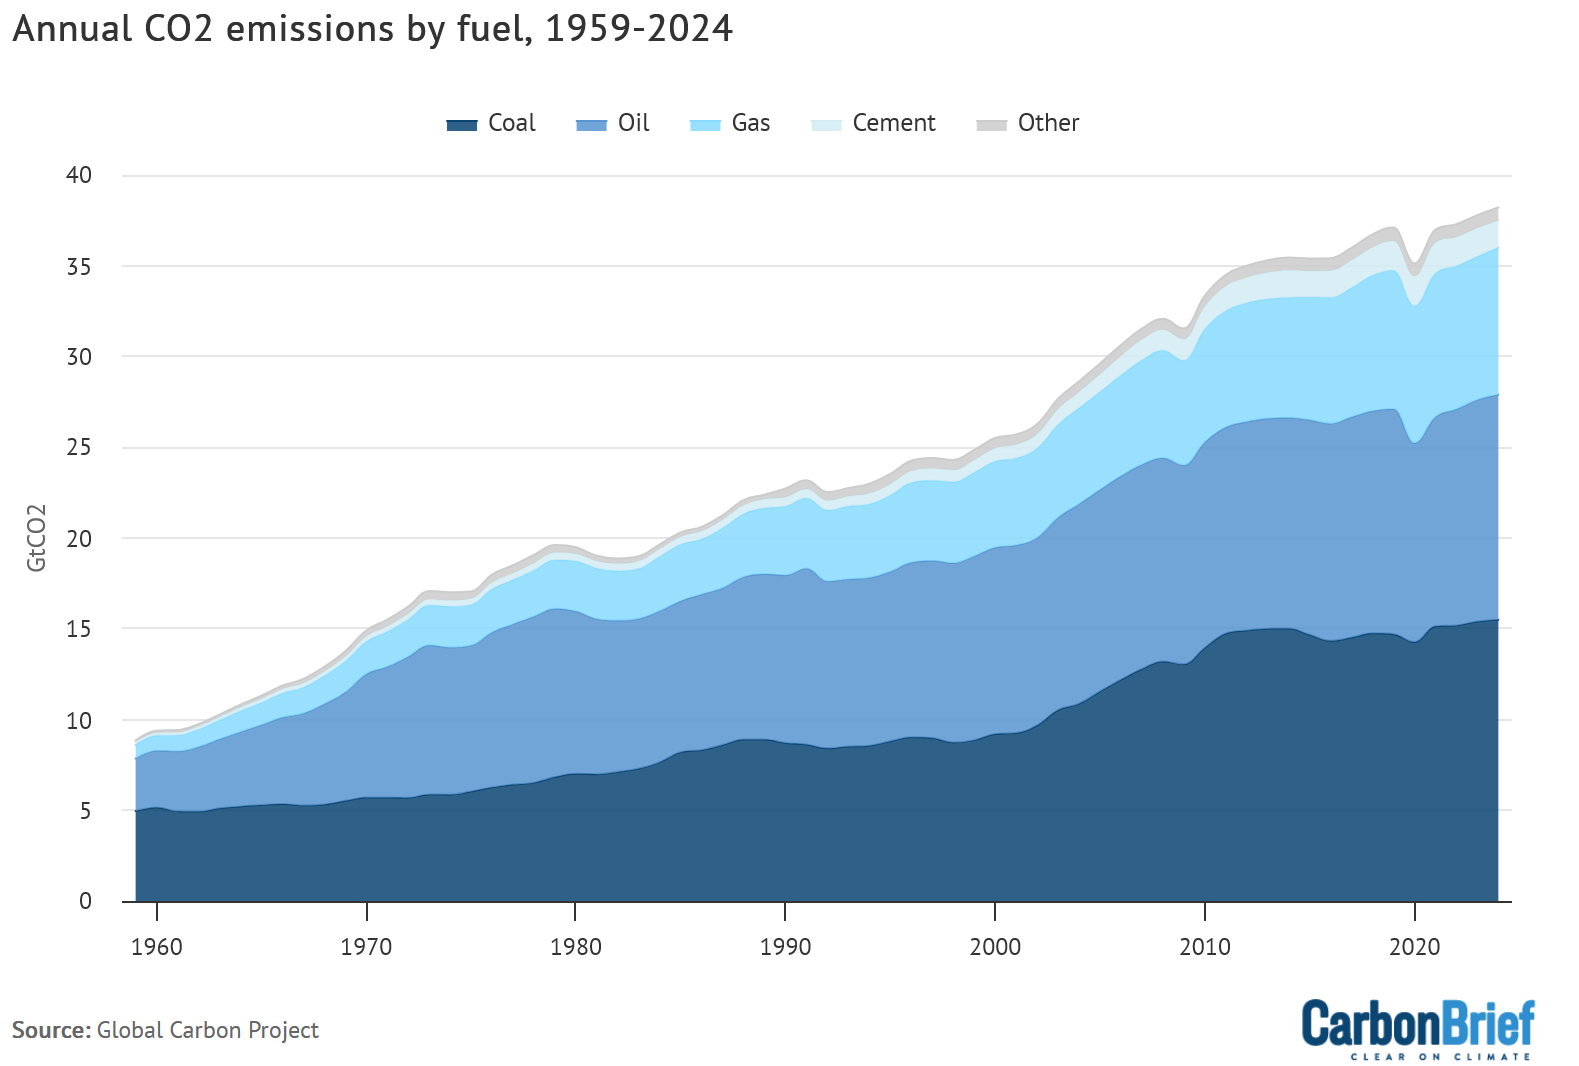 Annual CO2 emissions by fuel, 1959-2024
Coal Oil Gas Cement Other
40
35
30
25
20
15
10
5
0
GtCO2
1960 1970 1980 1990 2000 2010 2020
Source: Global Carbon Project
CarbonBrief
CLEAR ON CLIMATE